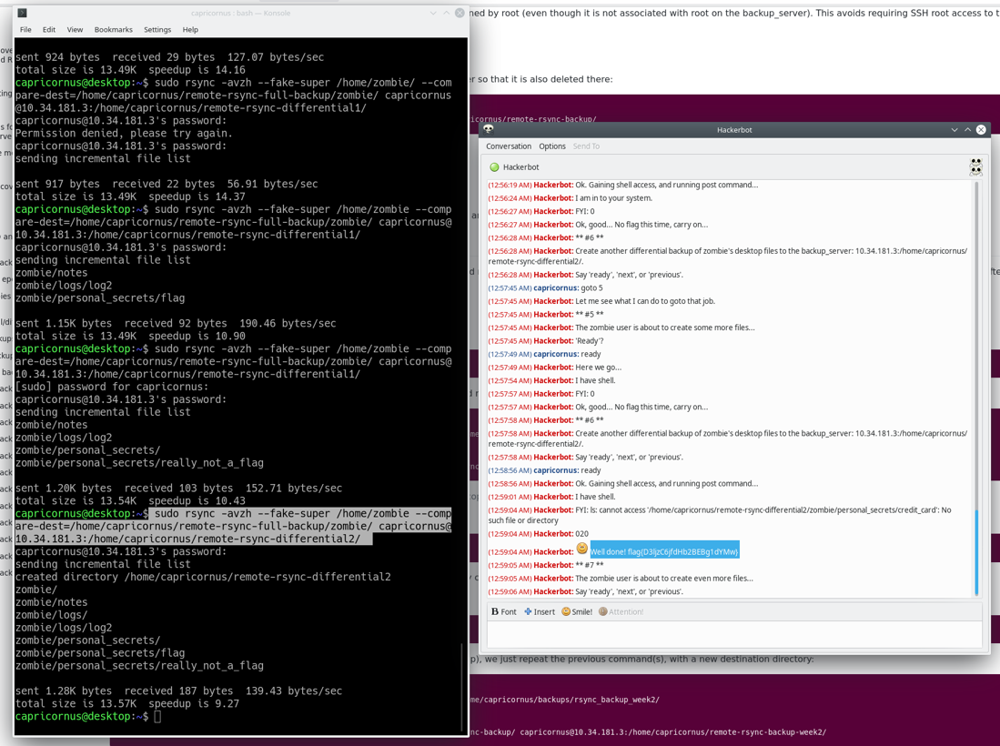 capricornus : bash — Konsole
File Edit View Bookmarks Settings Help
sent 924 bytes  received 29 bytes  127.07 bytes/sec
total size is 13.49K  speedup is 14.16
capricornus@desktop:~$ sudo rsync -avzh --fake-super /home/zombie/ --com
pare-dest=/home/capricornus/remote-rsync-full-backup/zombie/ capricornus
@10.34.181.3:/home/capricornus/remote-rsync-differential1/
capricornus@10.34.181.3's password:
Permission denied, please try again.
capricornus@10.34.181.3's password:
sending incremental file list
sent 917 bytes  received 22 bytes  56.91 bytes/sec
total size is 13.49K  speedup is 14.37
capricornus@desktop:~$ sudo rsync -avzh --fake-super /home/zombie --comp
are-dest=/home/capricornus/remote-rsync-full-backup/zombie/ capricornus@
10.34.181.3:/home/capricornus/remote-rsync-differential1/
capricornus@10.34.181.3's password:
sending incremental file list
zombie/notes
zombie/logs/log2
zombie/personal_secrets/flag
sent 1.15K bytes  received 92 bytes  190.46 bytes/sec
total size is 13.49K  speedup is 10.90
capricornus@desktop:~$ sudo rsync -avzh --fake-super /home/zombie --comp
are-dest=/home/capricornus/remote-rsync-full-backup/zombie/ capricornus@
10.34.181.3:/home/capricornus/remote-rsync-differential1/
[sudo] password for capricornus:
capricornus@10.34.181.3's password:
sending incremental file list
zombie/notes
zombie/logs/log2
zombie/personal_secrets/
zombie/personal_secrets/really_not_a_flag
sent 1.20K bytes  received 103 bytes  152.71 bytes/sec
total size is 13.54K  speedup is 10.43
capricornus@desktop:~$ sudo rsync -avzh --fake-super /home/zombie --comp
are-dest=/home/capricornus/remote-rsync-full-backup/zombie/ capricornus@
10.34.181.3:/home/capricornus/remote-rsync-differential2/
capricornus@10.34.181.3's password:
sending incremental file list
created directory /home/capricornus/remote-rsync-differential2
zombie/
zombie/notes
zombie/logs/
zombie/logs/log2
zombie/personal_secrets/
zombie/personal_secrets/flag
zombie/personal_secrets/really_not_a_flag
sent 1.28K bytes  received 187 bytes  139.43 bytes/sec
total size is 13.57K  speedup is 9.27
capricornus@desktop:~$
ned by root (even though it is not associated with root on the backup_server). This avoids requiring SSH root access to t
er so that it is also deleted there:
capricornus/remote-rsync-backup/
Hackerbot
Conversation Options Send To
Hackerbot
(12:56:19 AM) Hackerbot: Ok. Gaining shell access, and running post command...
(12:56:24 AM) Hackerbot: I am in to your system.
(12:56:27 AM) Hackerbot: FYI: 0
(12:56:27 AM) Hackerbot: Ok, good... No flag this time, carry on...
(12:56:28 AM) Hackerbot: ** #6 **
(12:56:28 AM) Hackerbot: Create another differential backup of zombie's desktop files to the backup_server: 10.34.181.3:/home/capricornus/
remote-rsync-differential2/.
(12:56:28 AM) Hackerbot: Say 'ready', 'next', or 'previous'.
(12:57:45 AM) capricornus: goto 5
(12:57:45 AM) Hackerbot: Let me see what I can do to goto that job.
(12:57:45 AM) Hackerbot: ** #5 **
(12:57:45 AM) Hackerbot: The zombie user is about to create some more files...
(12:57:45 AM) Hackerbot: 'Ready'?
(12:57:49 AM) capricornus: ready
(12:57:49 AM) Hackerbot: Here we go...
(12:57:54 AM) Hackerbot: I have shell.
(12:57:57 AM) Hackerbot: FYI: 0
(12:57:57 AM) Hackerbot: Ok, good... No flag this time, carry on...
(12:57:58 AM) Hackerbot: ** #6 **
(12:57:58 AM) Hackerbot: Create another differential backup of zombie's desktop files to the backup_server: 10.34.181.3:/home/capricornus/
remote-rsync-differential2/.
(12:57:58 AM) Hackerbot: Say 'ready', 'next', or 'previous'.
(12:58:56 AM) capricornus: ready
(12:58:56 AM) Hackerbot: Ok. Gaining shell access, and running post command...
(12:59:01 AM) Hackerbot: I have shell.
(12:59:04 AM) Hackerbot: FYI: ls: cannot access '/home/capricornus/remote-rsync-differential2/zombie/personal_secrets/credit_card': No
such file or directory
(12:59:04 AM) Hackerbot: 020
(12:59:04 AM) Hackerbot: Well done! flag{D3ljzC6jfdHb2BEBg1dYMw}
(12:59:05 AM) Hackerbot: ** #7 **
(12:59:05 AM) Hackerbot: The zombie user is about to create even more files...
(12:59:06 AM) Hackerbot: Say 'ready', 'next', or 'previous'.
Font Insert Smile! Attention!
p), we just repeat the previous command(s), with a new destination directory:
me/capricornus/backups/rsync_backup_week2/
nc-backup/ capricornus@10.34.181.3:/home/capricornus/remote-rsync-backup-week2/